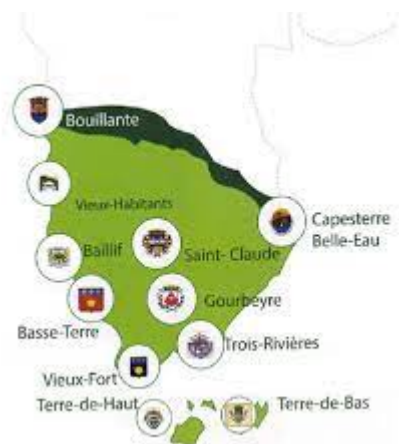 Bouillante
Vieux-Habitants
Capesterre
Belle-Eau
Baillif
Saint- Claude
Gourbeyre
Basse-Terre
Trois-Rivières
Vieux-Fort
Terre-de-Haut
Terre-de-Bas